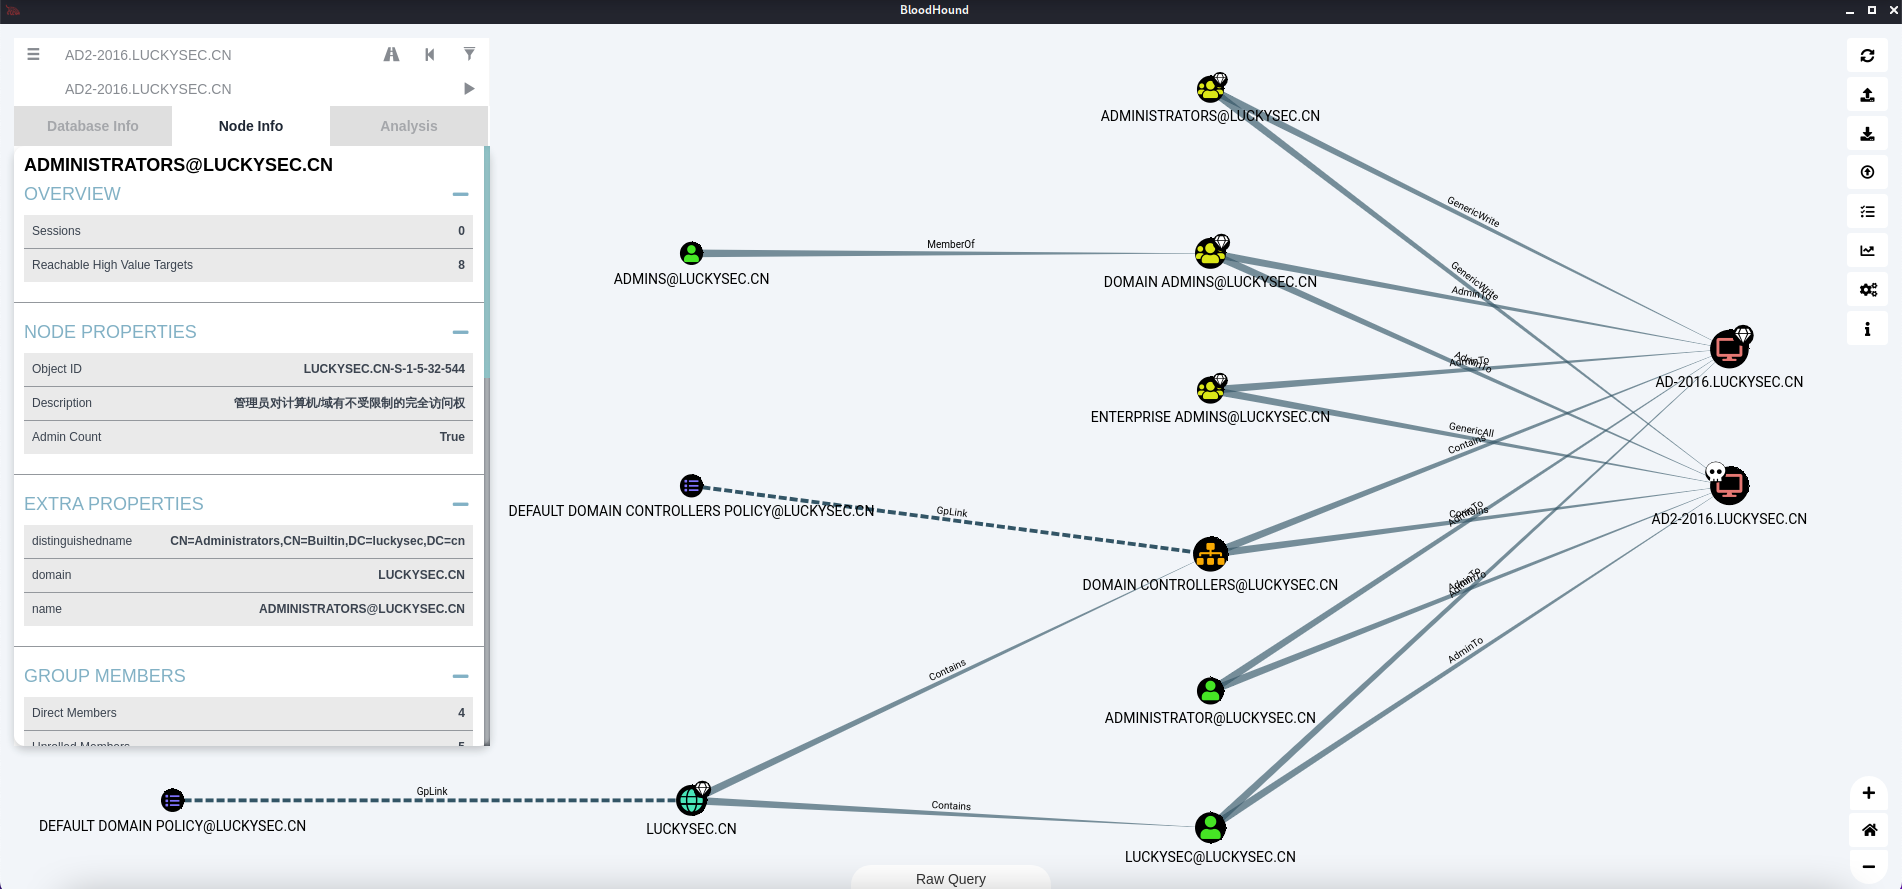 BloodHound
AD2-2016.LUCKYSEC.CN
AD2-2016.LUCKYSEC.CN
Database Info Node Info Analysis
ADMINISTRATORS@LUCKYSEC.CN
OVERVIEW
Sessions 0
Reachable High Value Targets 8
NODE PROPERTIES
Object ID LUCKYSEC.CN-S-1-5-32-544
Description 管理员对计算机/域有不受限制的完全访问权
Admin Count True
EXTRA PROPERTIES
distinguishedname CN=Administrators,CN=Builtin,DC=luckysec,DC=cn
domain LUCKYSEC.CN
name ADMINISTRATORS@LUCKYSEC.CN
GROUP MEMBERS
Direct Members 4
Unrolled Members 5
ADMINISTRATORS@LUCKYSEC.CN
GenericWrite
MemberOf
ADMINS@LUCKYSEC.CN
DOMAIN ADMINS@LUCKYSEC.CN
GenericWrite
AdminTo
AdminTo
AdminTo
AD-2016.LUCKYSEC.CN
ENTERPRISE ADMINS@LUCKYSEC.CN
GenericAll
Contains
DEFAULT DOMAIN CONTROLLERS POLICY@LUCKYSEC.CN
GpLink
Contains
AdminTo
AD2-2016.LUCKYSEC.CN
DOMAIN CONTROLLERS@LUCKYSEC.CN
AdminTo
AdminTo
Contains
AdminTo
ADMINISTRATOR@LUCKYSEC.CN
GpLink
Contains
DEFAULT DOMAIN POLICY@LUCKYSEC.CN
LUCKYSEC.CN
LUCKYSEC@LUCKYSEC.CN
Raw Query